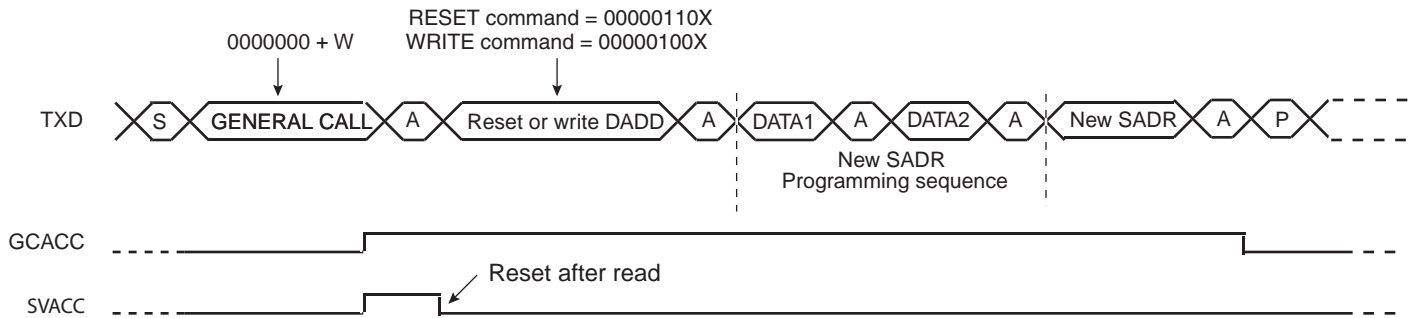 RESET command = 00000110X
0000000 + W WRITE command = 00000100X
TXD S GENERAL CALL A Reset or write DADD A DATA1 A DATA2 A New SADR A P
New SADR
Programming sequence
GCACC
Reset after read
SVACC